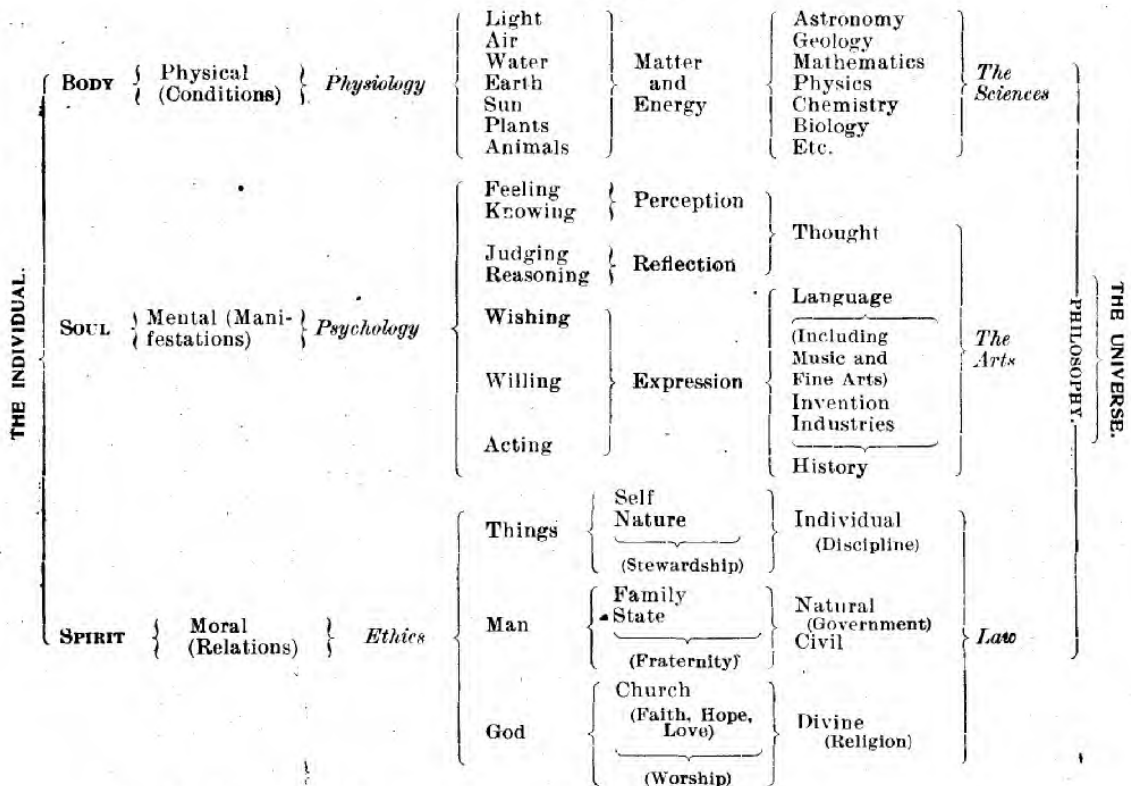 THE INDIVIDUAL.
BODY
Physical
(Conditions)
Physiology
Light
Air
Water
Earth
Sun
Plants
Animals
Matter
and
Energy
Astronomy
Geology
Mathematics
Physics
Chemistry
Biology
Etc.
The
Sciences
SOUL
Mental (Mani-
festations)
Psychology
Feeling
Knowing
Perception
Judging
Reasoning
Reflection
Thought
Wishing
Willing
Acting
Expression
Language
(Including
Music and
Fine Arts)
Invention
Industries
History
The
Arts
SPIRIT
Moral
(Relations)
Ethics
Things
Self
Nature
(Stewardship)
Individual
(Discipline)
Man
Family
State
(Fraternity)
Natural
(Government)
Civil
God
Church
(Faith, Hope,
Love)
(Worship)
Divine
(Religion)
Law
PHILOSOPHY.
THE UNIVERSE.